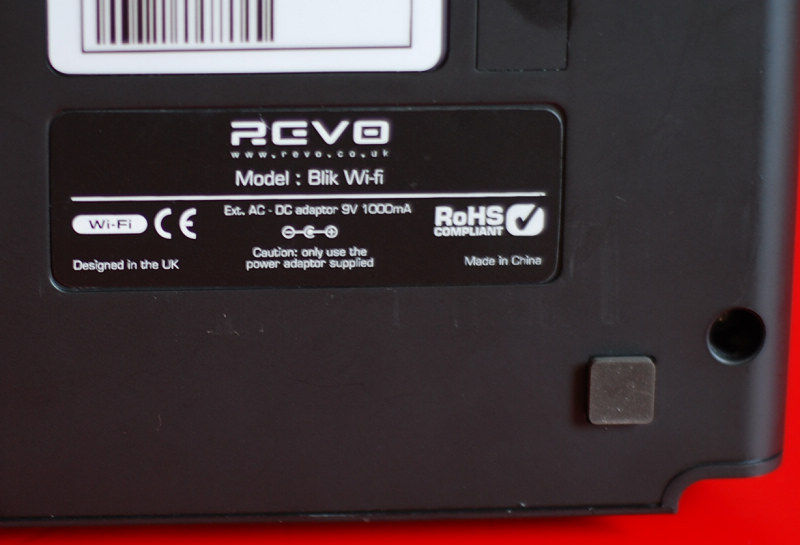 REVO
www.revo.co.uk
Model : Blik Wi-fi
Ext. AC - DC adaptor 9V 1000mA
Wi-Fi CE
RoHS
COMPLIANT
Caution: only use the
power adaptor supplied
Designed in the UK
Made in China